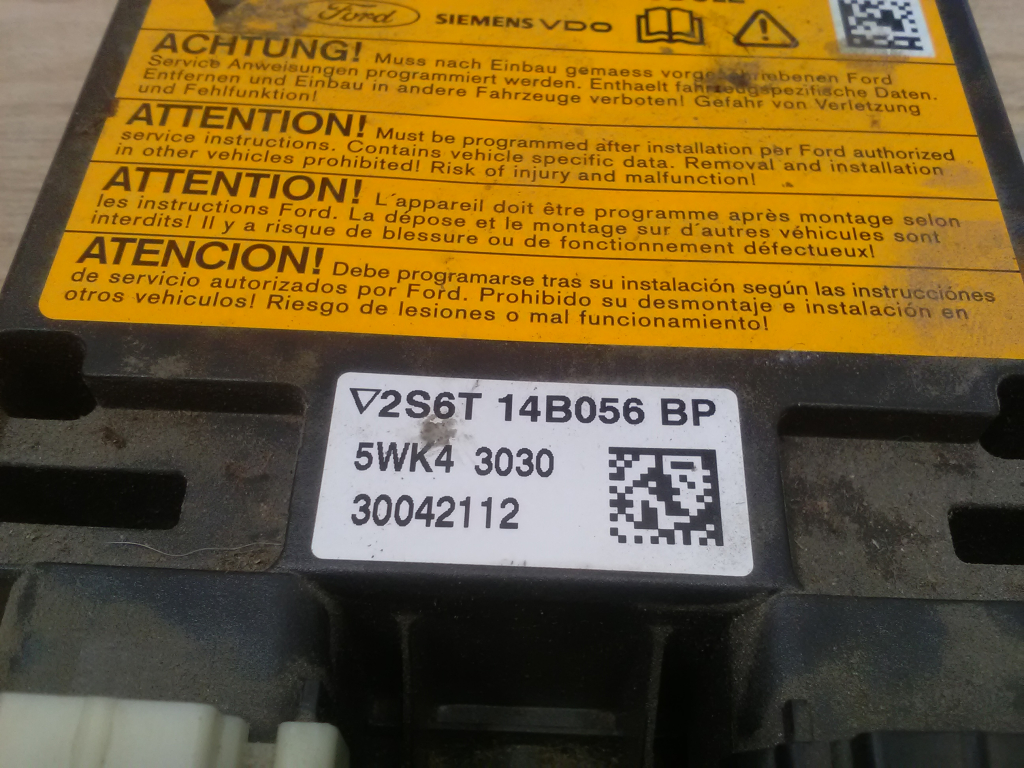 Ford SIEMENS VDO
ACHTUNG! Muss nach Einbau gemaess vorgeschriebenen Ford
Service Anweisungen programmiert werden. Enthaelt fahrzeugspezifische Daten.
Entfernen und Einbau in andere Fahrzeuge verboten! Gefahr von Verletzung
und Fehlfunktion!
ATTENTION! Must be programmed after installation per Ford authorized
service instructions. Contains vehicle specific data. Removal and installation
in other vehicles prohibited! Risk of injury and malfunction!
ATTENTION! L´appareil doit être programme après montage selon
les instructions Ford. La dépose et le montage sur d´autres véhicules sont
interdits! Il y a risque de blessure ou de fonctionnement défectueux!
ATENCION! Debe programarse tras su instalación según las instrucciónes
de servicio autorizados por Ford. Prohibido su desmontaje e instalación en
otros vehiculos! Riesgo de lesiones o mal funcionamiento!
2S6T 14B056 BP
5WK4 3030
30042112